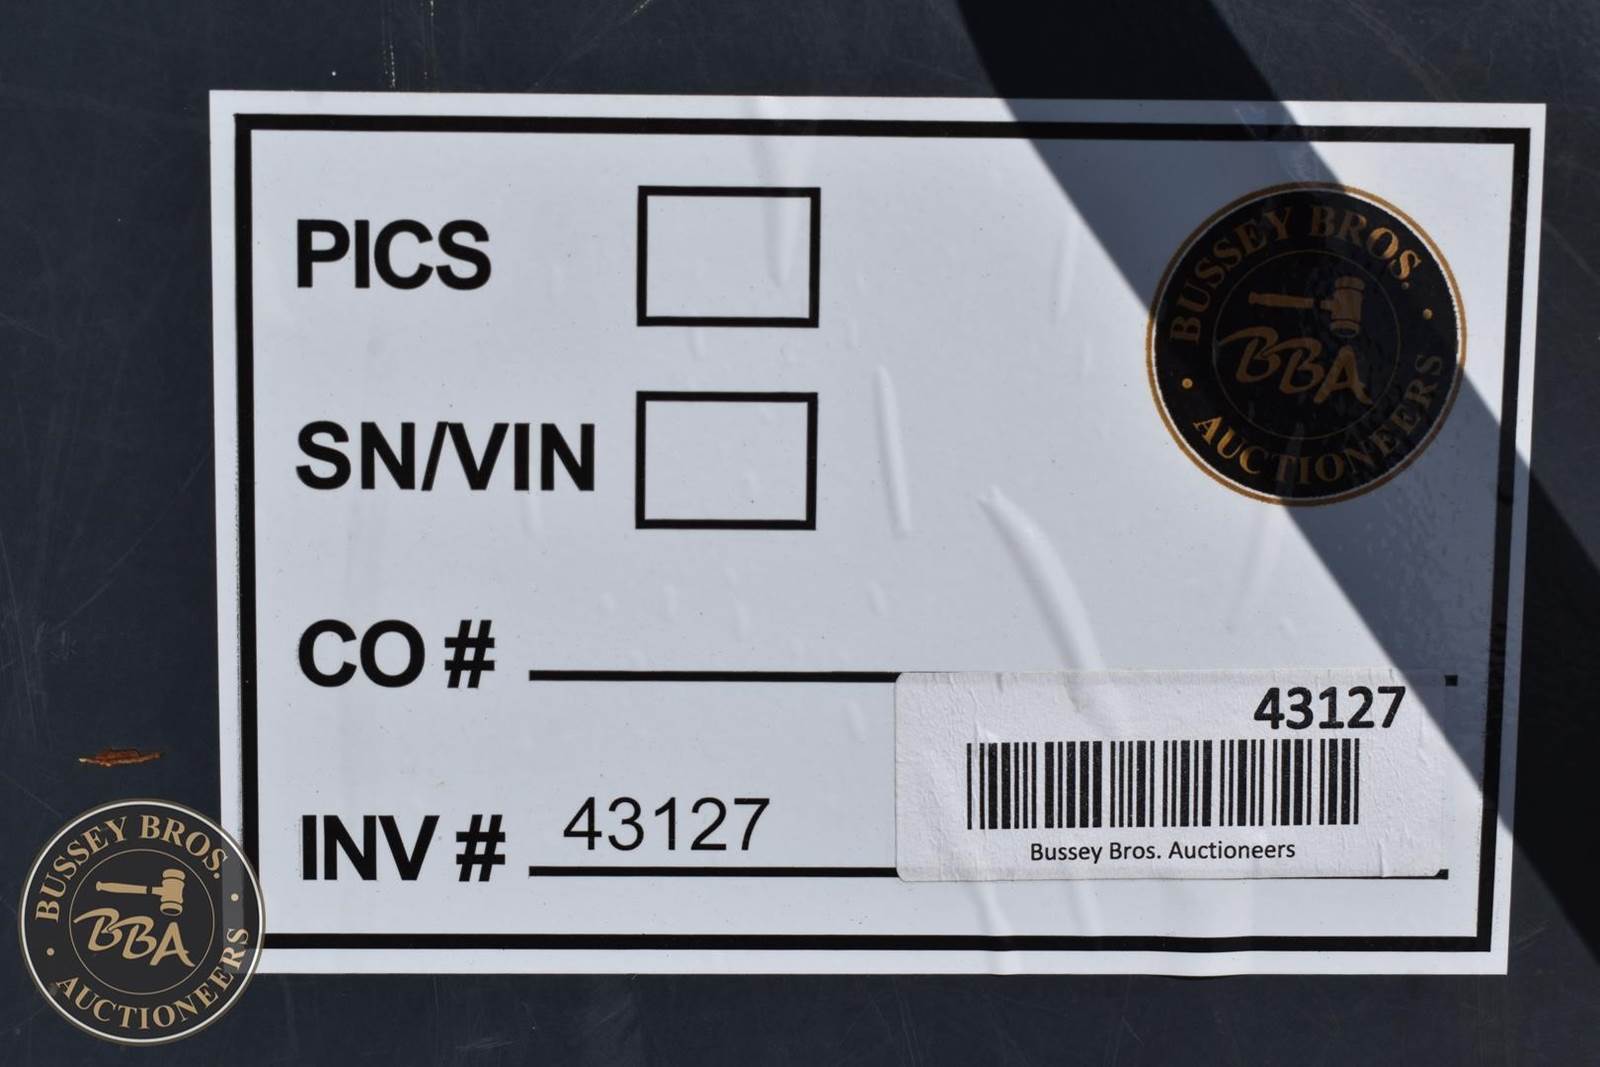 PICS
BUSSEY BROS.
BBA
AUCTIONEERS
SN/VIN
CO #
43127
INV # 43127
Bussey Bros. Auctioneers
BUSSEY BROS.
BBA
AUCTIONEERS